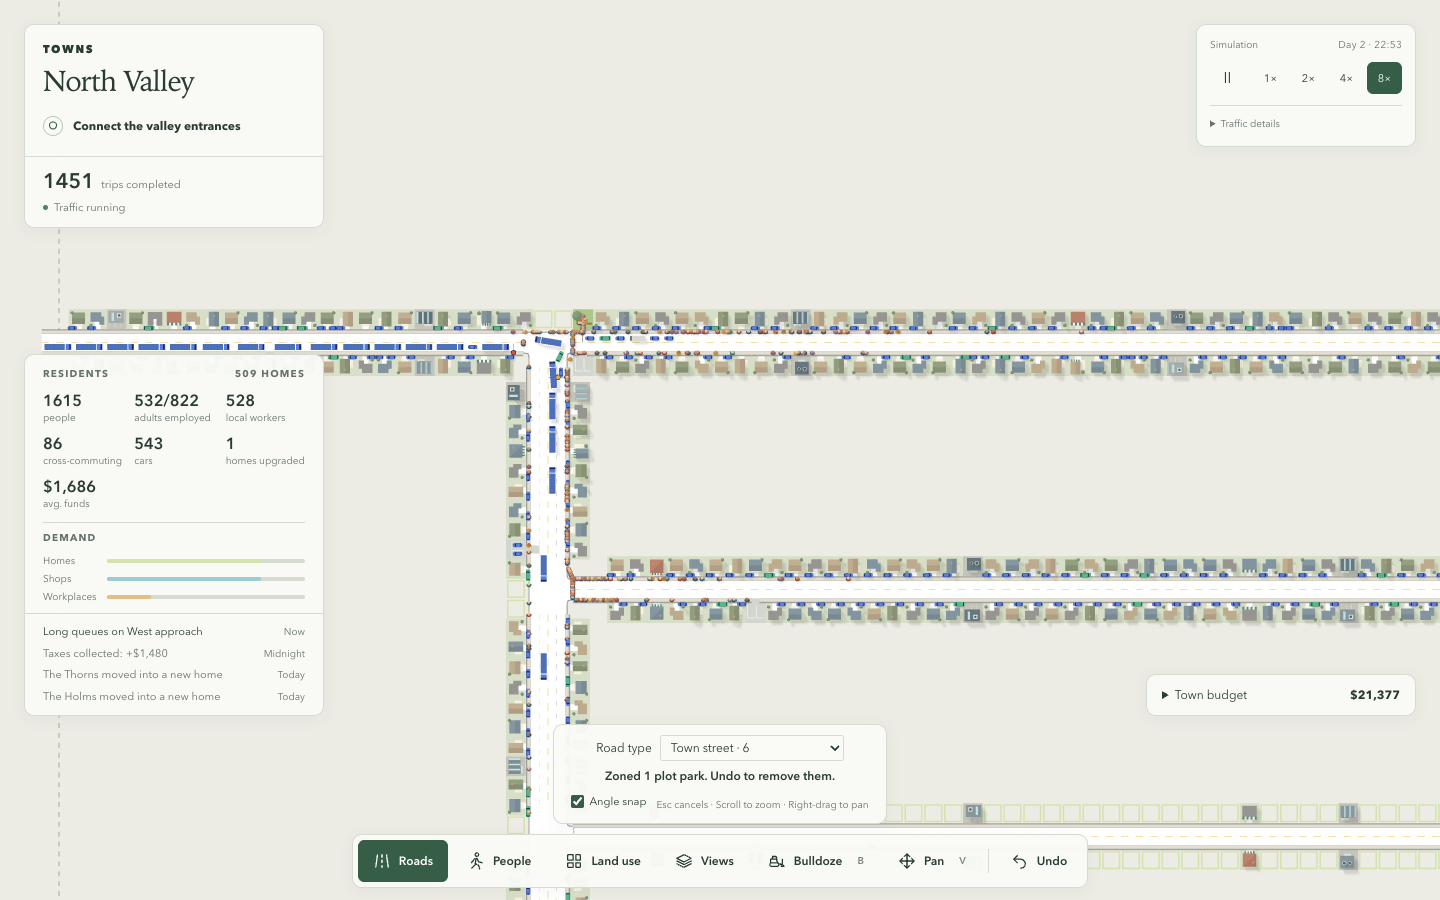 TOWNS
North Valley
Connect the valley entrances
1451 trips completed
Traffic running
Simulation Day 2 · 22:53
1× 2× 4× 8×
Traffic details
RESIDENTS 509 HOMES
1615 532/822 528
people adults employed local workers
86 543 1
cross-commuting cars homes upgraded
$1,686
avg. funds
DEMAND
Homes
Shops
Workplaces
Long queues on West approach Now
Taxes collected: +$1,480 Midnight
The Thorns moved into a new home Today
The Holms moved into a new home Today
Town budget $21,377
Road type Town street · 6
Zoned 1 plot park. Undo to remove them.
Angle snap Esc cancels · Scroll to zoom · Right-drag to pan
Roads People Land use Views Bulldoze B Pan V Undo